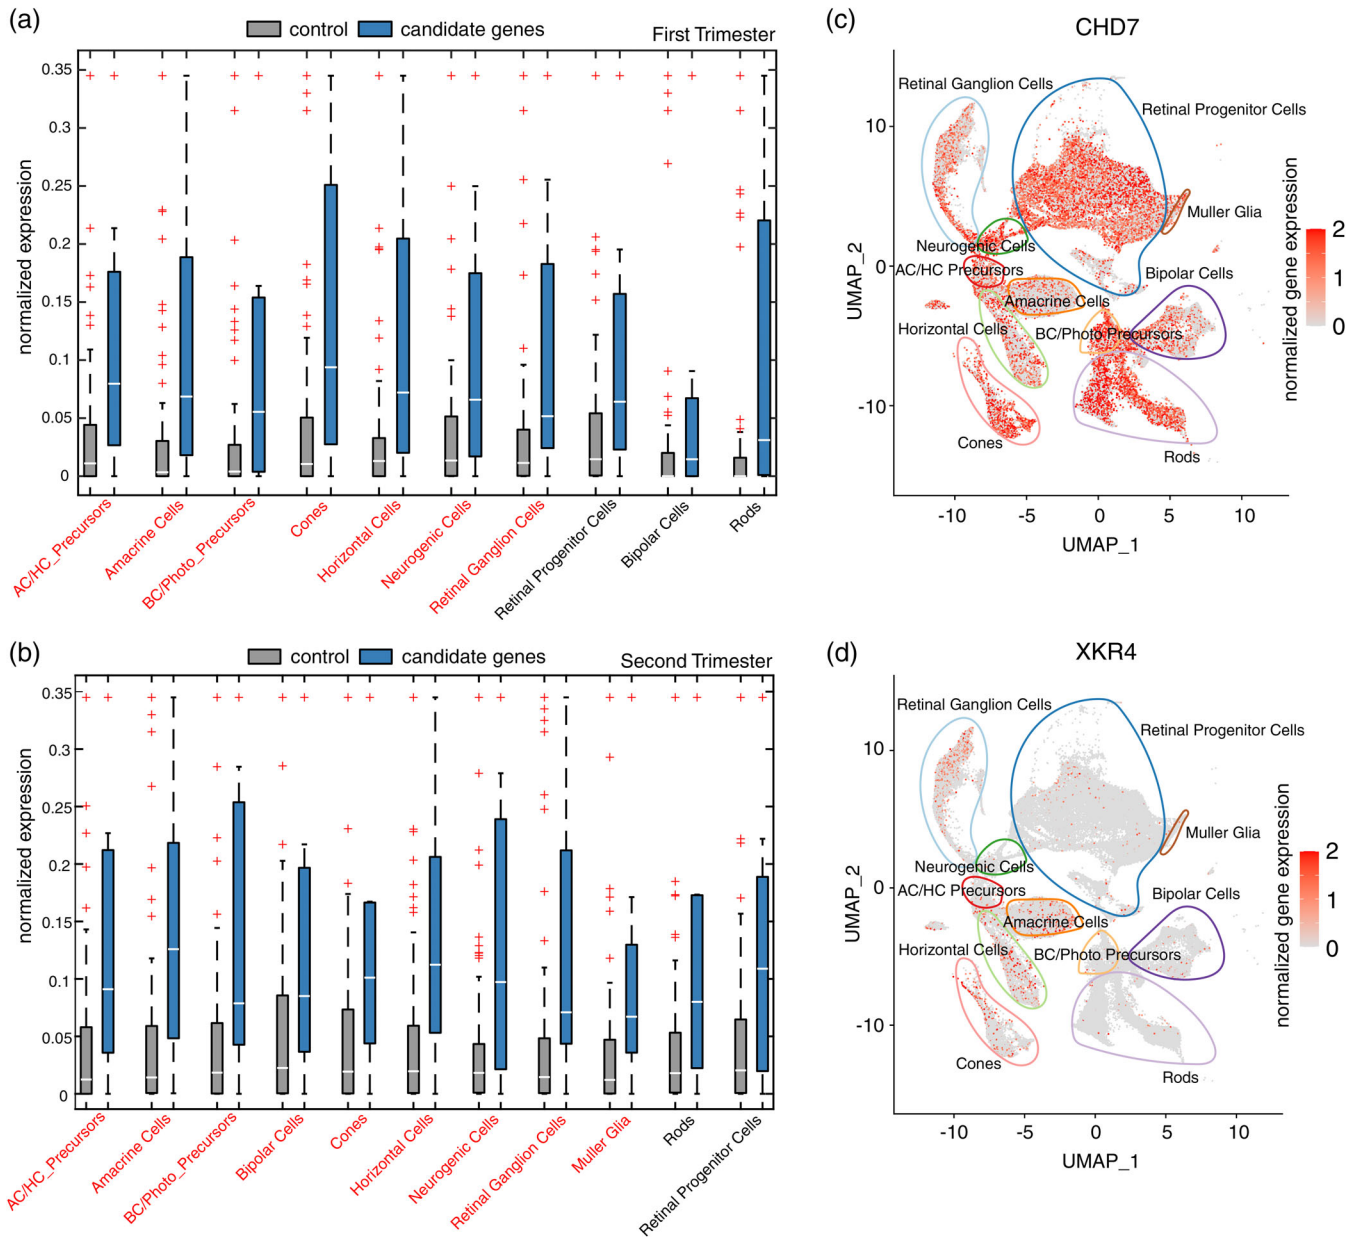 (a)
control
candidate genes
First Trimester
0.35
0.3
0.25
0.2
0.15
0.1
0.05
0
normalized expression
AC/HC_Precursors
Amacrine Cells
BC/Photo_Precursors
Cones
Horizontal Cells
Neurogenic Cells
Retinal Ganglion Cells
Retinal Progenitor Cells
Bipolar Cells
Rods
(c)
CHD7
Retinal Ganglion Cells
Retinal Progenitor Cells
Muller Glia
Neurogenic Cells
AC/HC Precursors
Bipolar Cells
Amacrine Cells
Horizontal Cells
BC/Photo Precursors
Cones
Rods
10
0
-10
UMAP_2
-10
-5
0
5
10
UMAP_1
normalized gene expression
2
1
0
(b)
control
candidate genes
Second Trimester
0.35
0.3
0.25
0.2
0.15
0.1
0.05
0
normalized expression
AC/HC_Precursors
Amacrine Cells
BC/Photo_Precursors
Bipolar Cells
Cones
Horizontal Cells
Neurogenic Cells
Retinal Ganglion Cells
Muller Glia
Rods
Retinal Progenitor Cells
(d)
XKR4
Retinal Ganglion Cells
Retinal Progenitor Cells
Muller Glia
Neurogenic Cells
AC/HC Precursors
Bipolar Cells
Amacrine Cells
Horizontal Cells
BC/Photo Precursors
Cones
Rods
10
0
-10
UMAP_2
-10
-5
0
5
10
UMAP_1
normalized gene expression
2
1
0